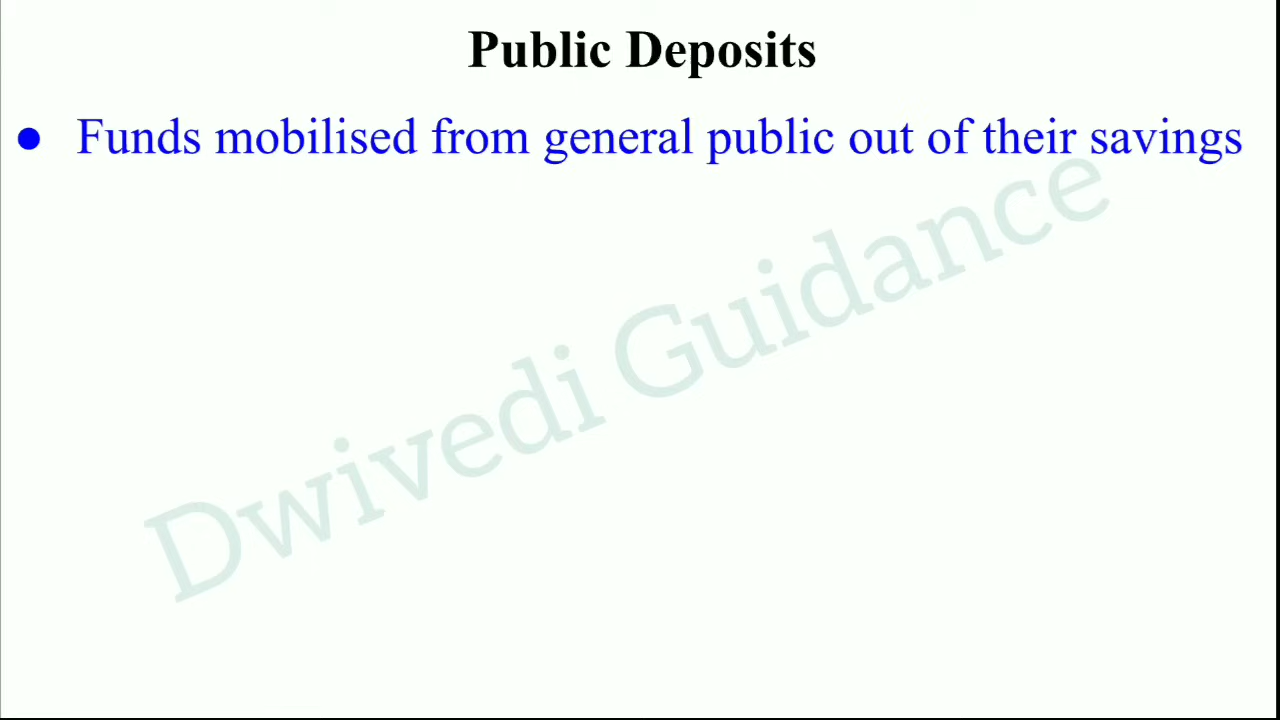 Public Deposits
● Funds mobilised from general public out of their savings
Dwivedi Guidance